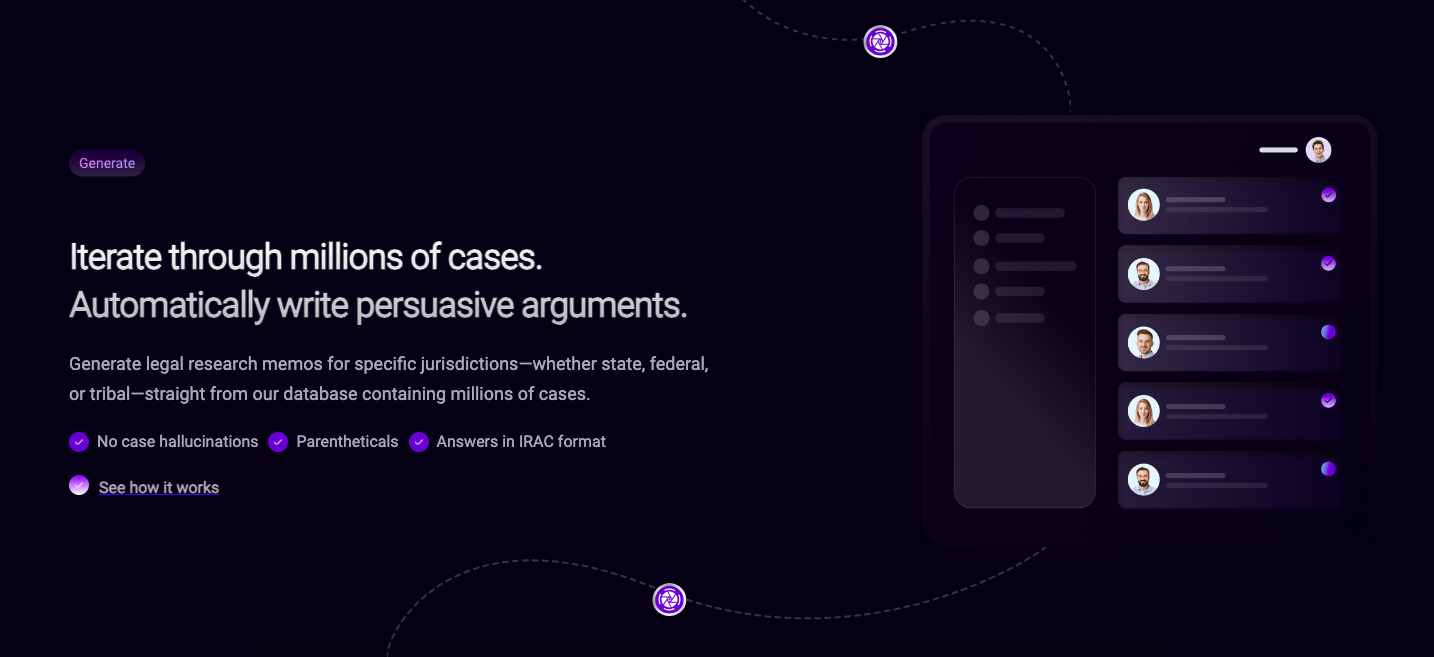 Generate
Iterate through millions of cases.
Automatically write persuasive arguments.
Generate legal research memos for specific jurisdictions—whether state, federal,
or tribal—straight from our database containing millions of cases.
No case hallucinations Parentheticals Answers in IRAC format
See how it works